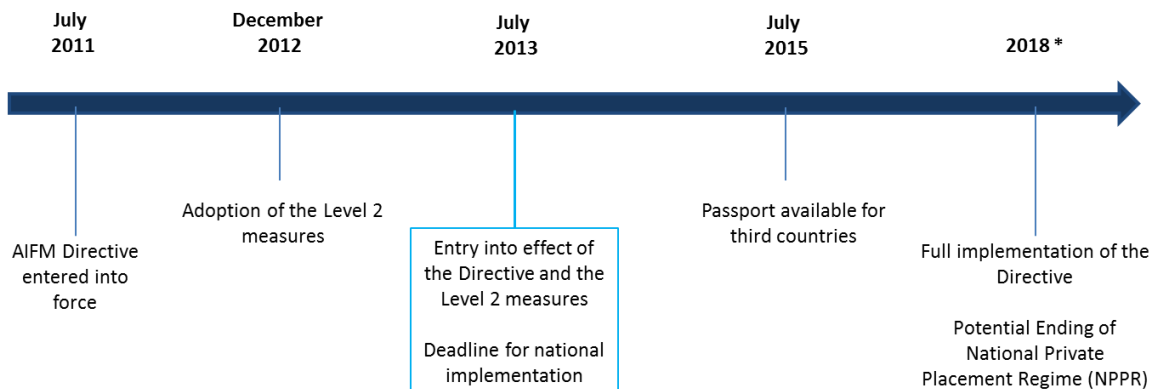 July
2011
December
2012
July
2013
July
2015
2018 *
AIFM Directive
entered into
force
Adoption of the Level 2
measures
Entry into effect of
the Directive and the
Level 2 measures
Deadline for national
implementation
Passport available for
third countries
Full implementation of the
Directive
Potential Ending of
National Private
Placement Regime (NPPR)